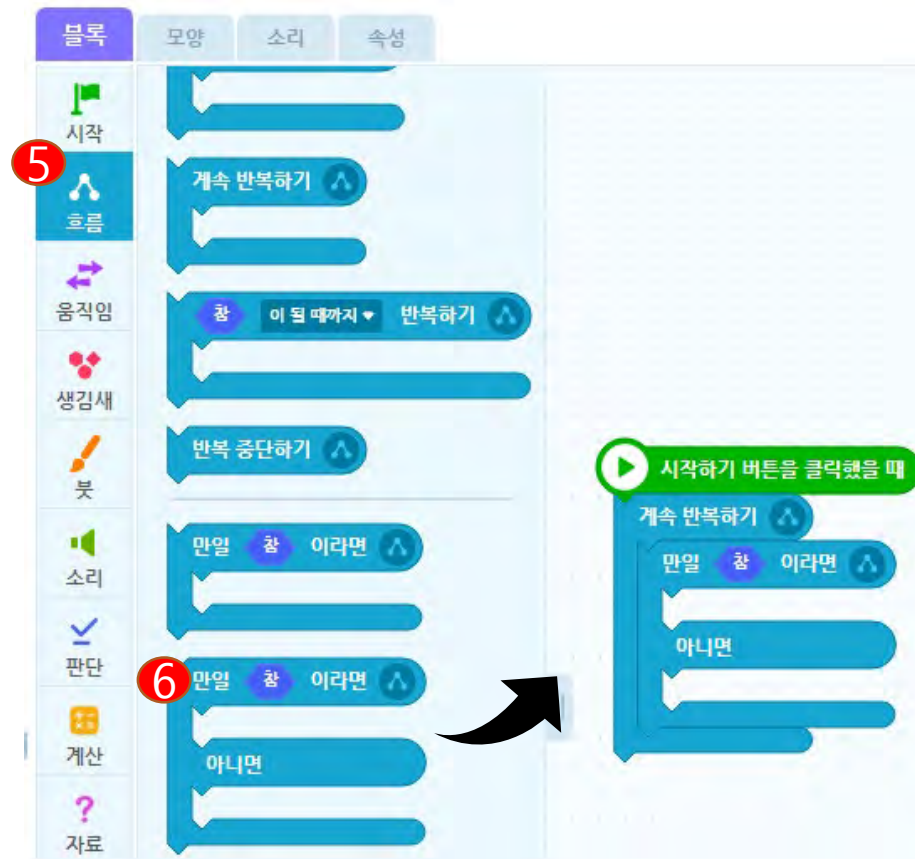 블록 모양 소리 속성
시작
5
흐름
움직임
생김새
붓
소리
판단
계산
?
자료
계속 반복하기
참 이 될 때까지 반복하기
반복 중단하기
만일 참 이라면
6 만일 참 이라면
아니면
시작하기 버튼을 클릭했을 때
계속 반복하기
만일 참 이라면
아니면